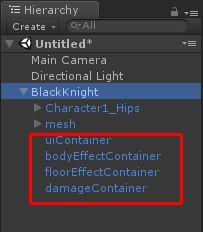 Hierarchy
Create
All
Untitled*
Main Camera
Directional Light
BlackKnight
Character1_Hips
mesh
uiContainer
bodyEffectContainer
floorEffectContainer
damageContainer